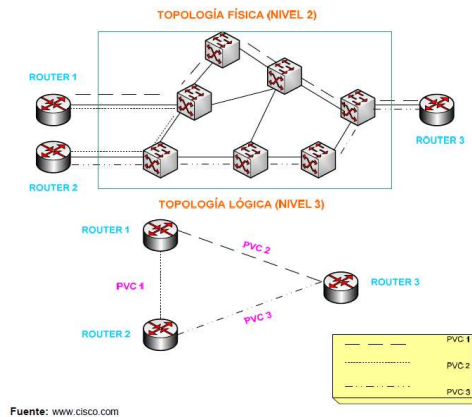 TOPOLOGÍA FÍSICA (NIVEL 2)
ROUTER 1
ROUTER 2
ROUTER 3
TOPOLOGÍA LÓGICA (NIVEL 3)
ROUTER 1
PVC 2
ROUTER 3
PVC 1
PVC 3
ROUTER 2
PVC 1
PVC 2
PVC 3
Fuente: www.cisco.com